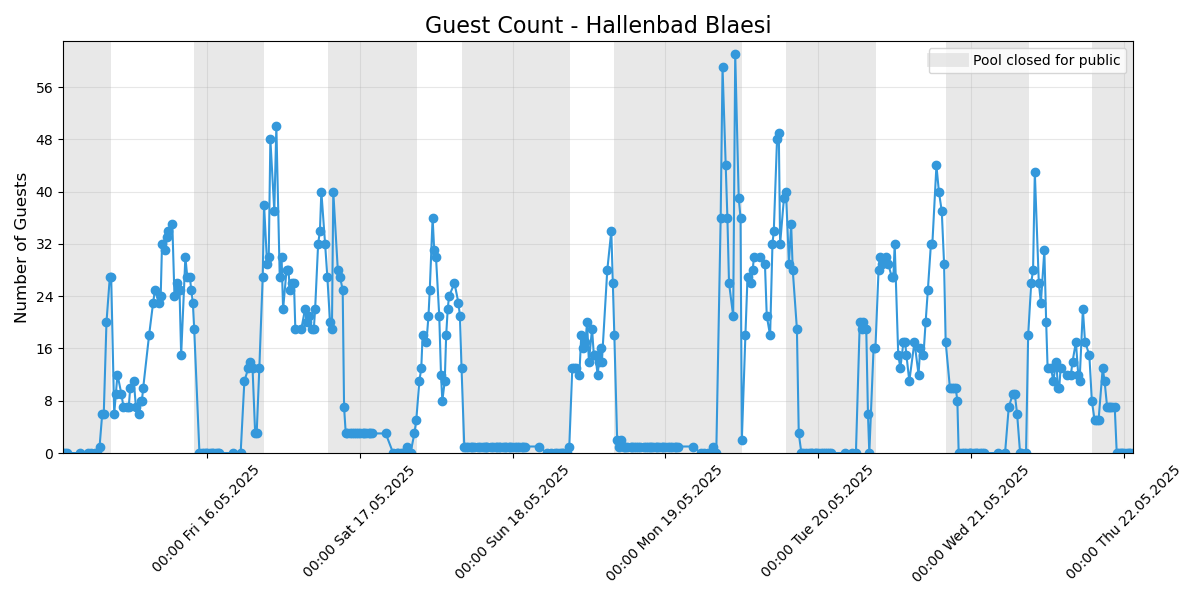 Guest Count - Hallenbad Blaesi
Pool closed for public
Number of Guests
56
48
40
32
24
16
8
0
00:00 Fri 16.05.2025
00:00 Sat 17.05.2025
00:00 Sun 18.05.2025
00:00 Mon 19.05.2025
00:00 Tue 20.05.2025
00:00 Wed 21.05.2025
00:00 Thu 22.05.2025